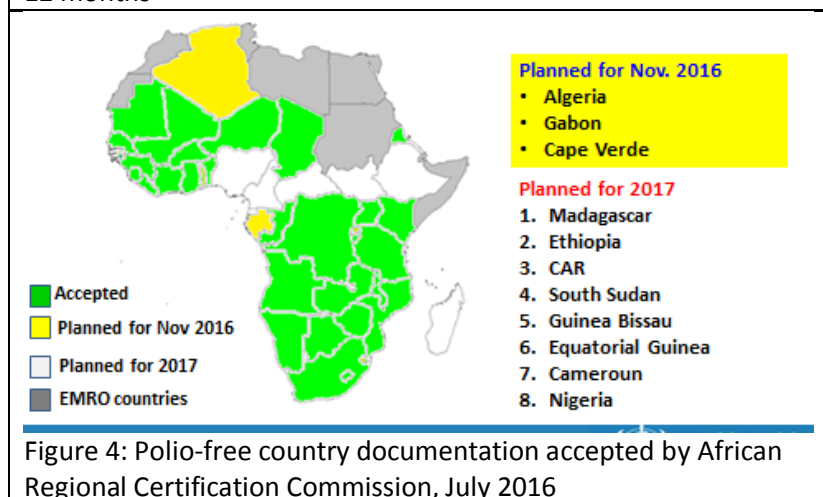 Planned for Nov. 2016
• Algeria
• Gabon
• Cape Verde
Planned for 2017
1. Madagascar
2. Ethiopia
3. CAR
4. South Sudan
5. Guinea Bissau
6. Equatorial Guinea
7. Cameroun
8. Nigeria
Accepted
Planned for Nov 2016
Planned for 2017
EMRO countries
Figure 4: Polio-free country documentation accepted by African
Regional Certification Commission, July 2016